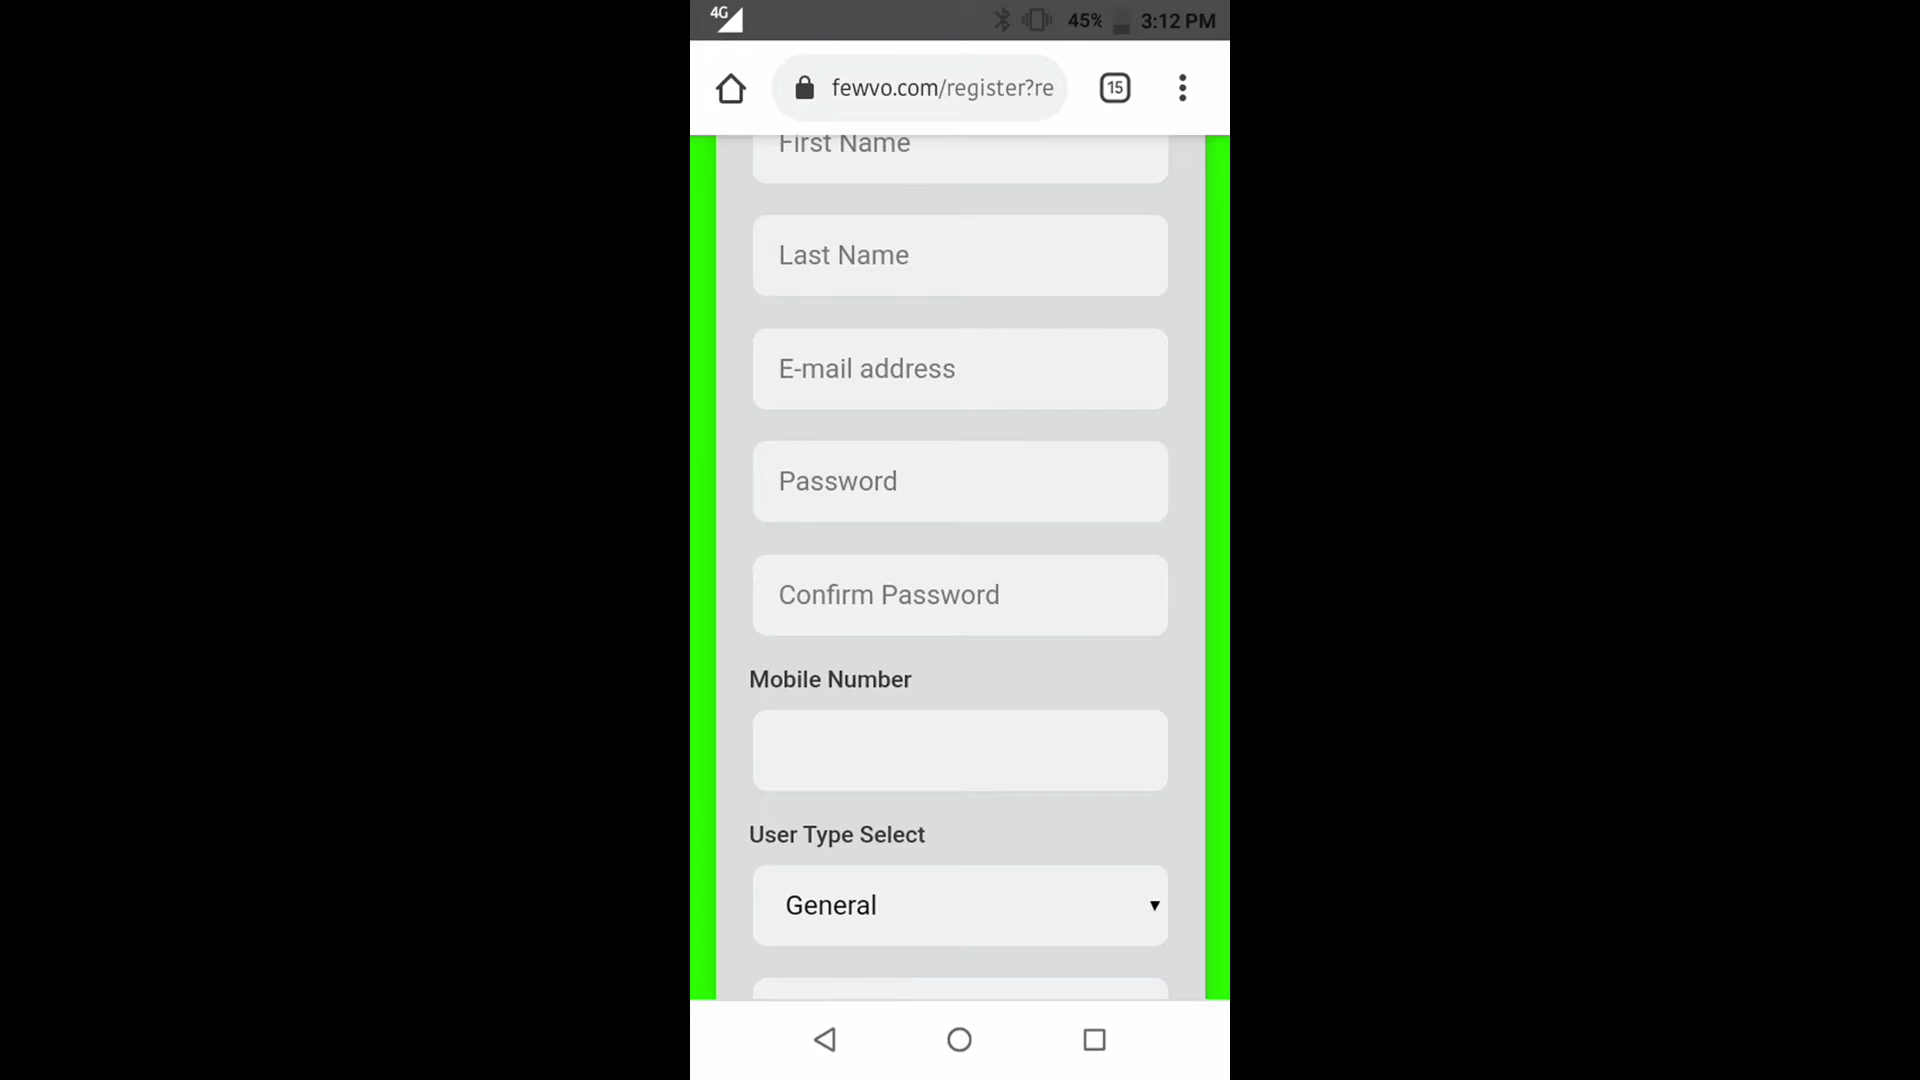 4G 45% 3:12 PM
fewvo.com/register?re 15
First Name
Last Name
E-mail address
Password
Confirm Password
Mobile Number
User Type Select
General